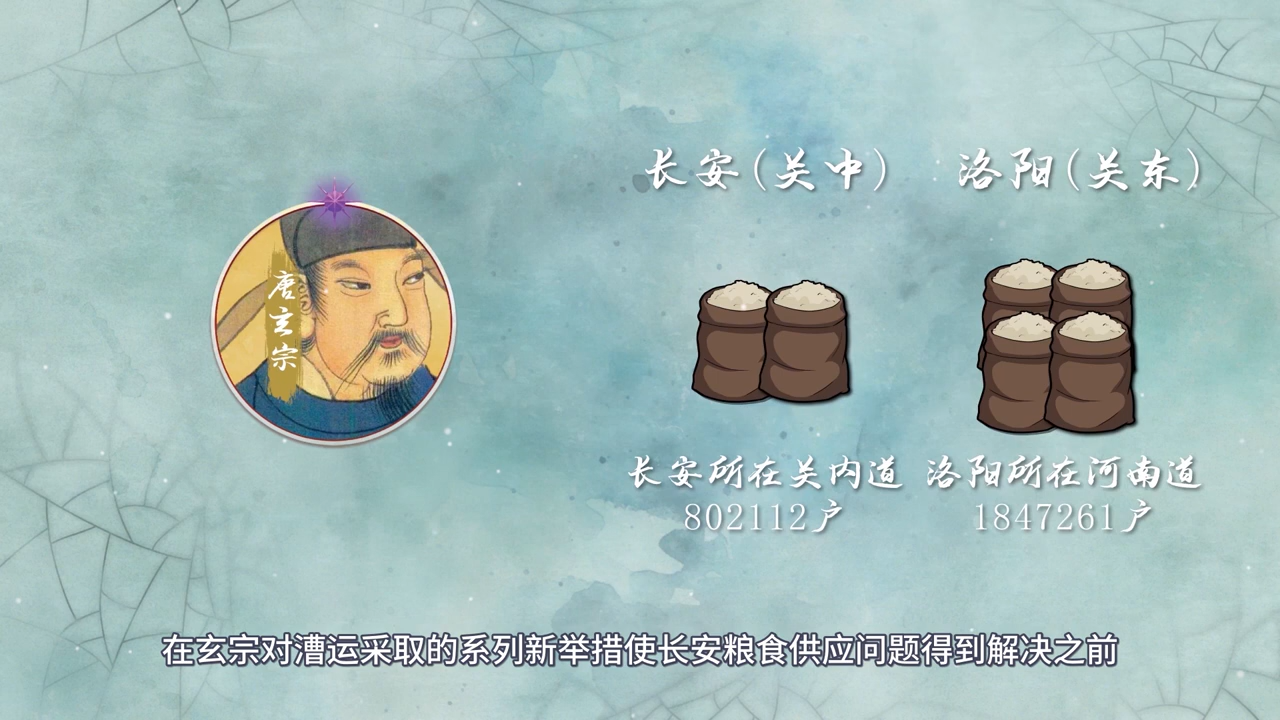 长安(关中)
洛阳(关东)
唐玄宗
长安所在关内道
802112户
洛阳所在河南道
1847261户
在玄宗对漕运采取的系列新举措使长安粮食供应问题得到解决之前